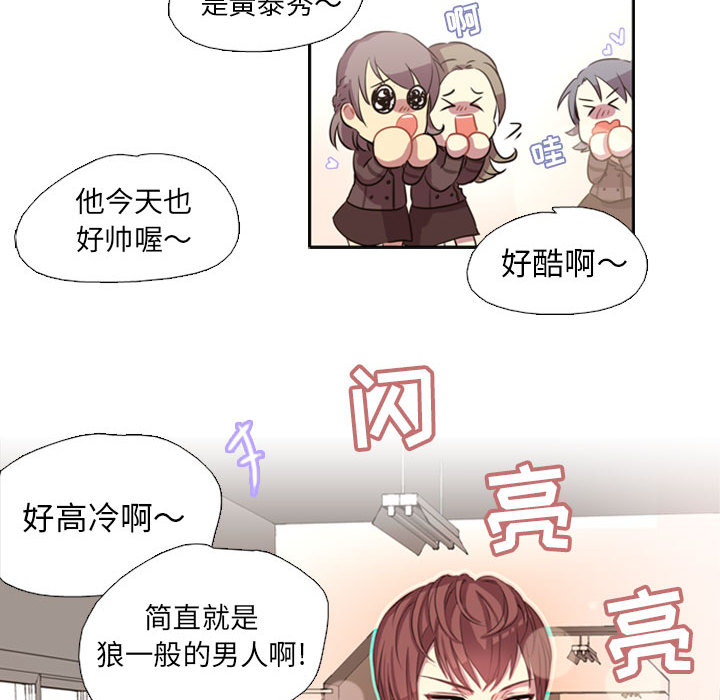 是黄泰秀～
啊
哇
他今天也
好帅喔～
好酷啊～
闪
亮
亮
好高冷啊～
简直就是
狼一般的男人啊!